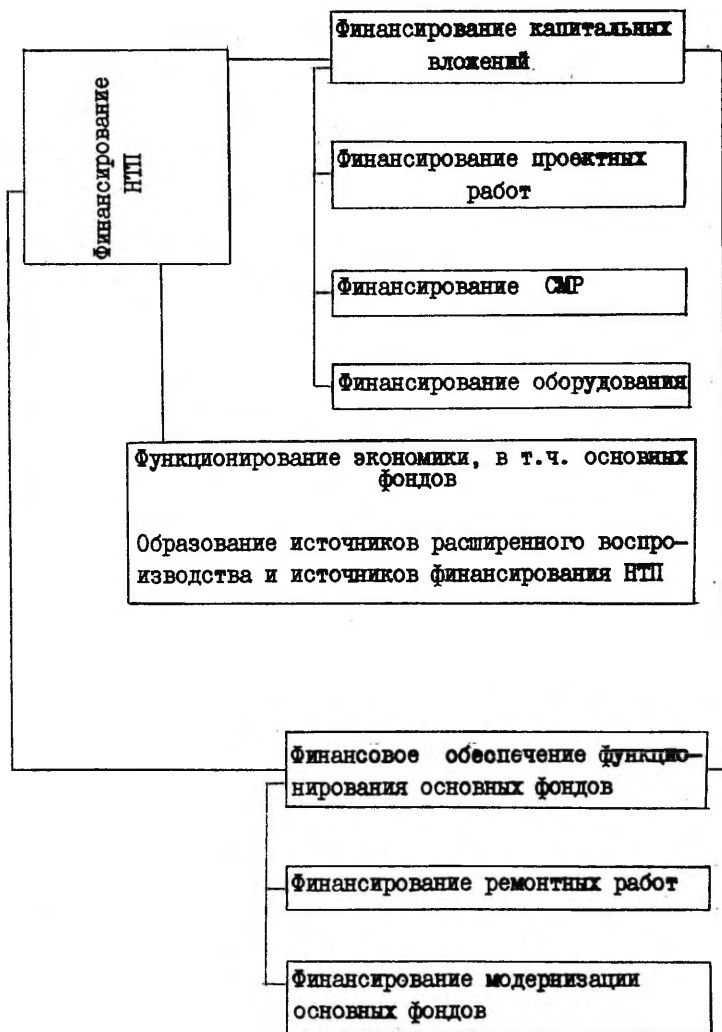 Финансирование
НТП
Финансирование капитальных
вложений
Финансирование проектных
работ
Финансирование СМР
Финансирование оборудования
Функционирование экономики, в т.ч. основных
фондов
Образование источников расширенного воспро-
изводства и источников финансирования НТП
Финансовое обеспечение функцио-
нирования основных фондов
Финансирование ремонтных работ
Финансирование модернизации
основных фондов